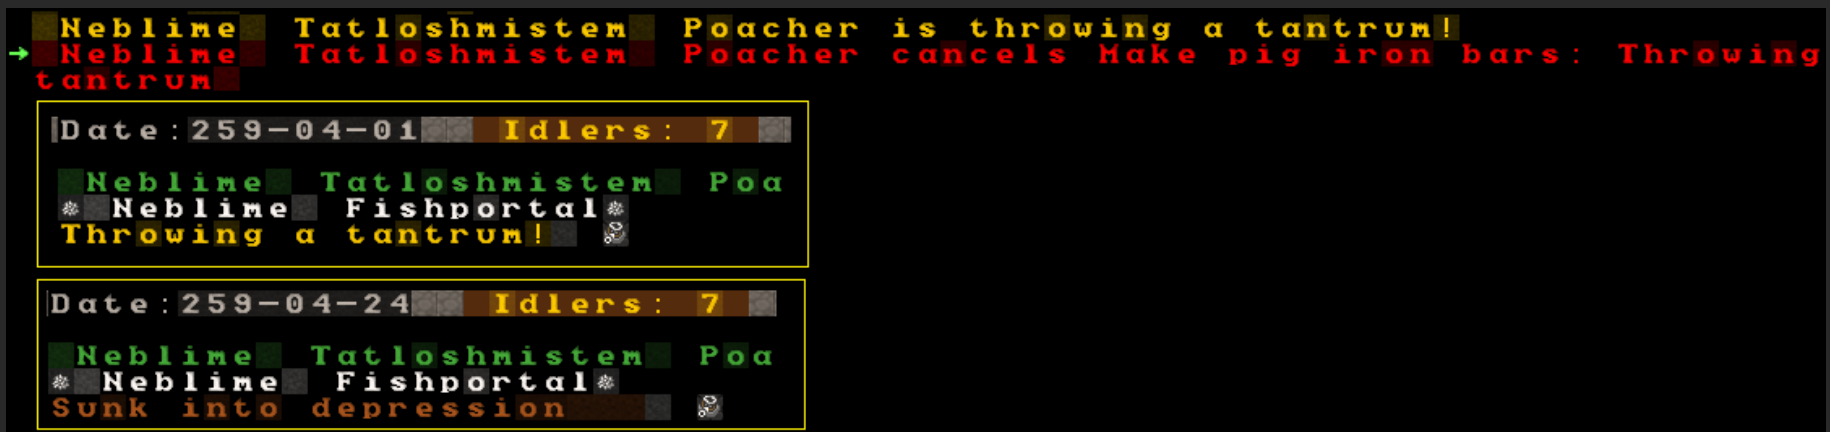 Neblime Tatloshmistem Poacher is throwing a tantrum!
Neblime Tatloshmistem Poacher cancels Make pig iron bars: Throwing
tantrum
Date:259-04-01 Idlers: 7
Neblime Tatloshmistem Poa
Neblime Fishportal
Throwing a tantrum!
Date:259-04-24 Idlers: 7
Neblime Tatloshmistem Poa
Neblime Fishportal
Sunk into depression